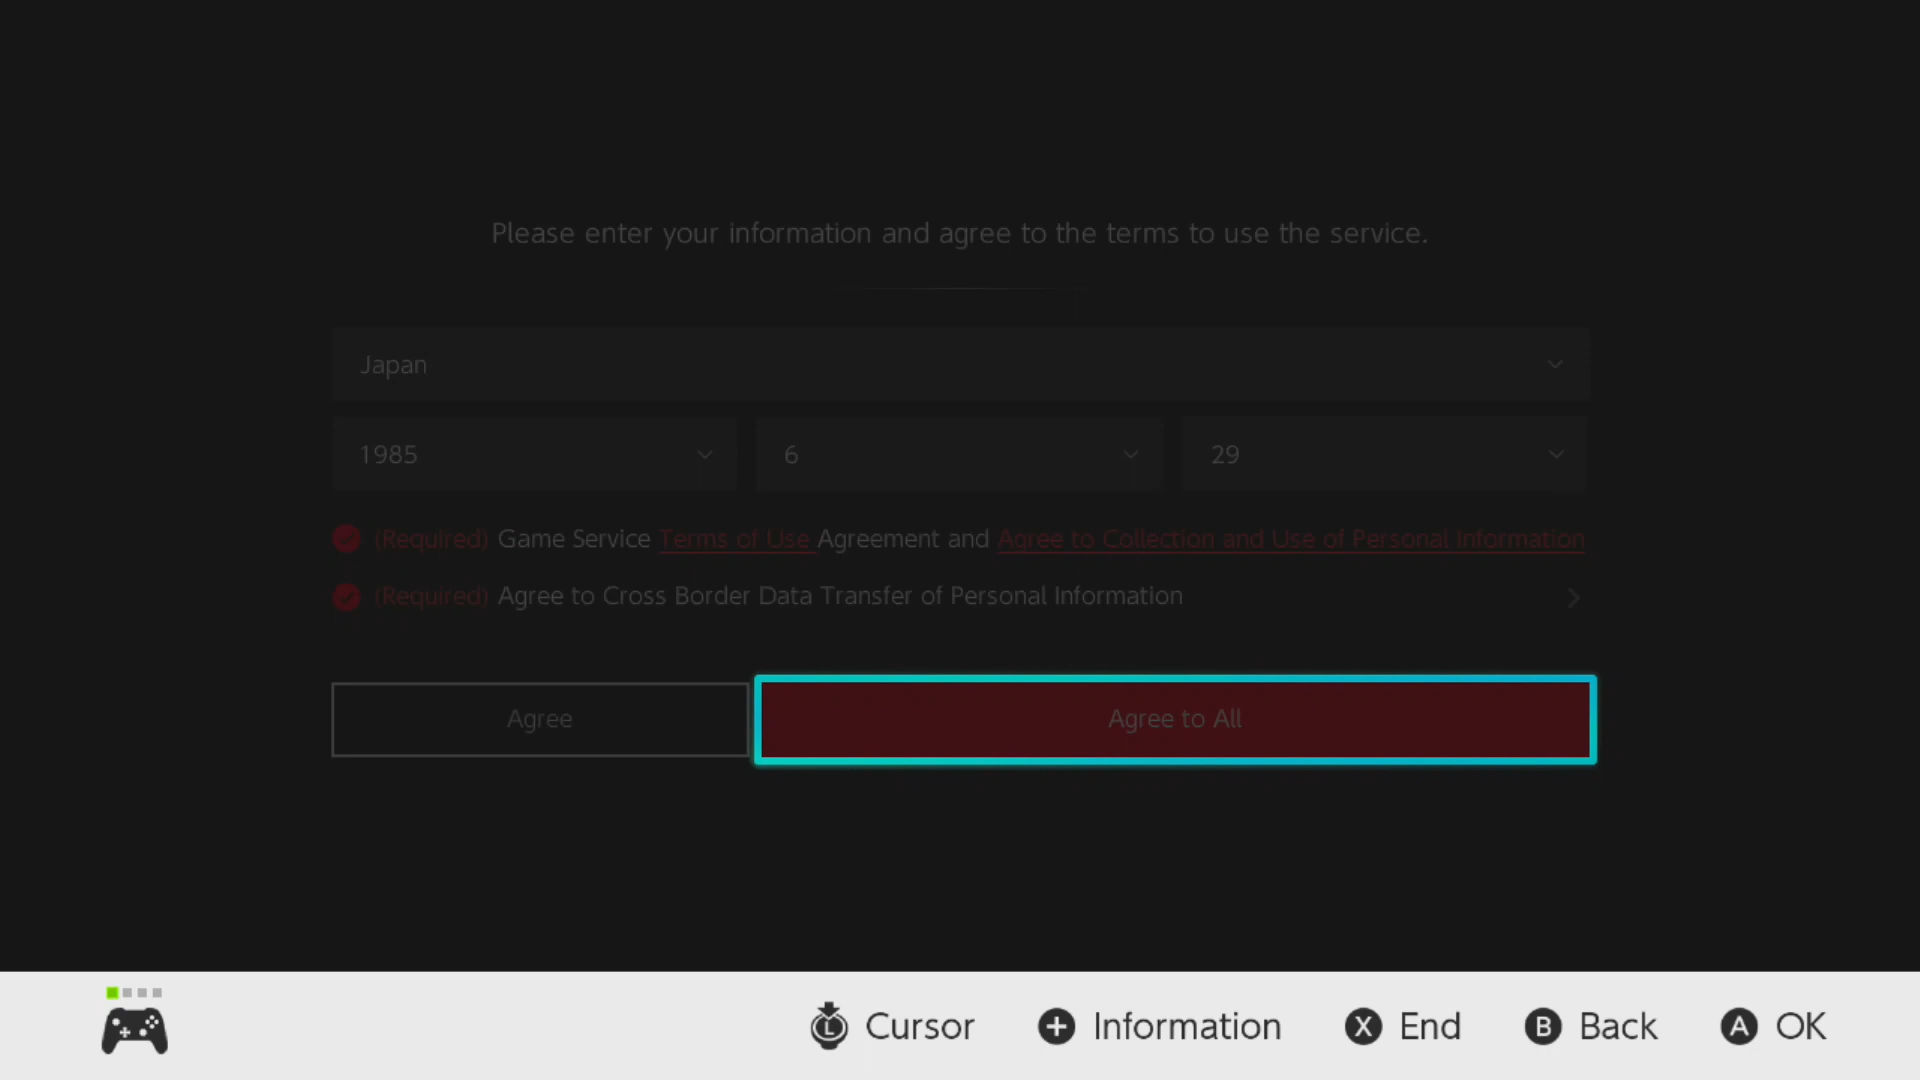 Please enter your information and agree to the terms to use the service.
Japan
1985 6 29
(Required) Game Service Terms of Use Agreement and Agree to Collection and Use of Personal Information
(Required) Agree to Cross Border Data Transfer of Personal Information
Agree Agree to All
L Cursor + Information X End B Back A OK